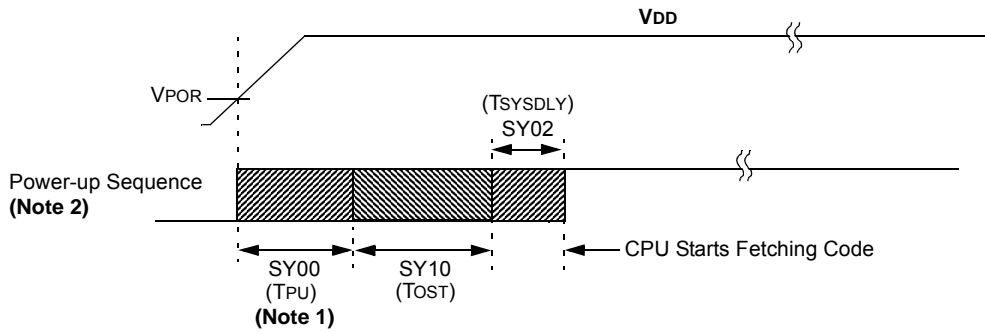 VDD
VPOR
(TSYSDLY)
SY02
Power-up Sequence
(Note 2)
CPU Starts Fetching Code
SY00
(TPU)
(Note 1)
SY10
(TOST)